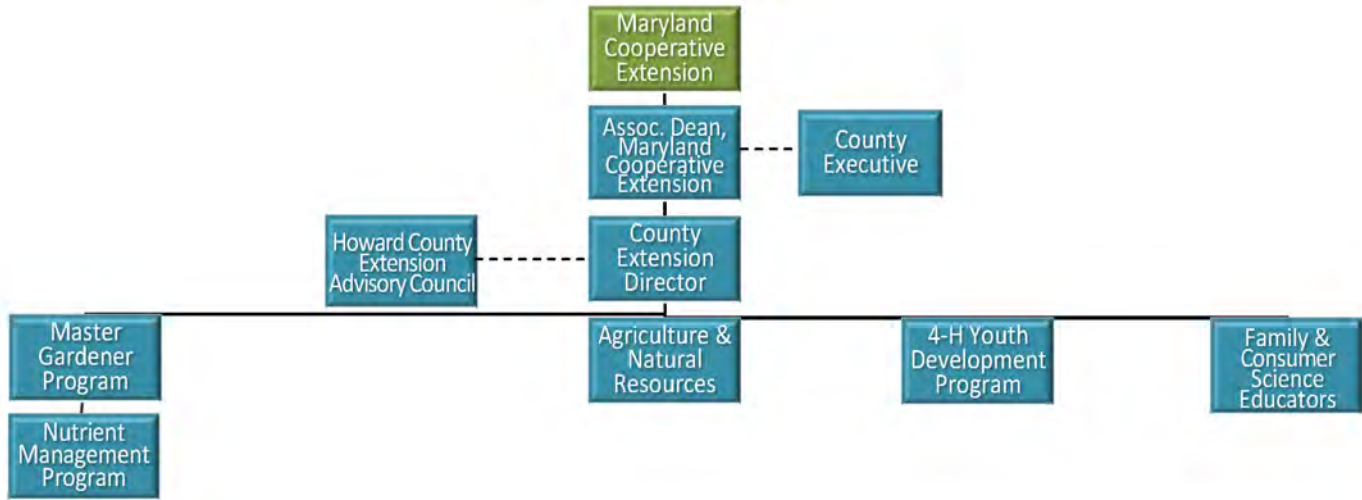 Maryland
Cooperative
Extension
Assoc. Dean,
Maryland
Cooperative
Extension
County
Executive
Howard County
Extension
Advisory Council
County
Extension
Director
Master
Gardener
Program
Agriculture &
Natural
Resources
4-H Youth
Development
Program
Family &
Consumer
Science
Educators
Nutrient
Management
Program